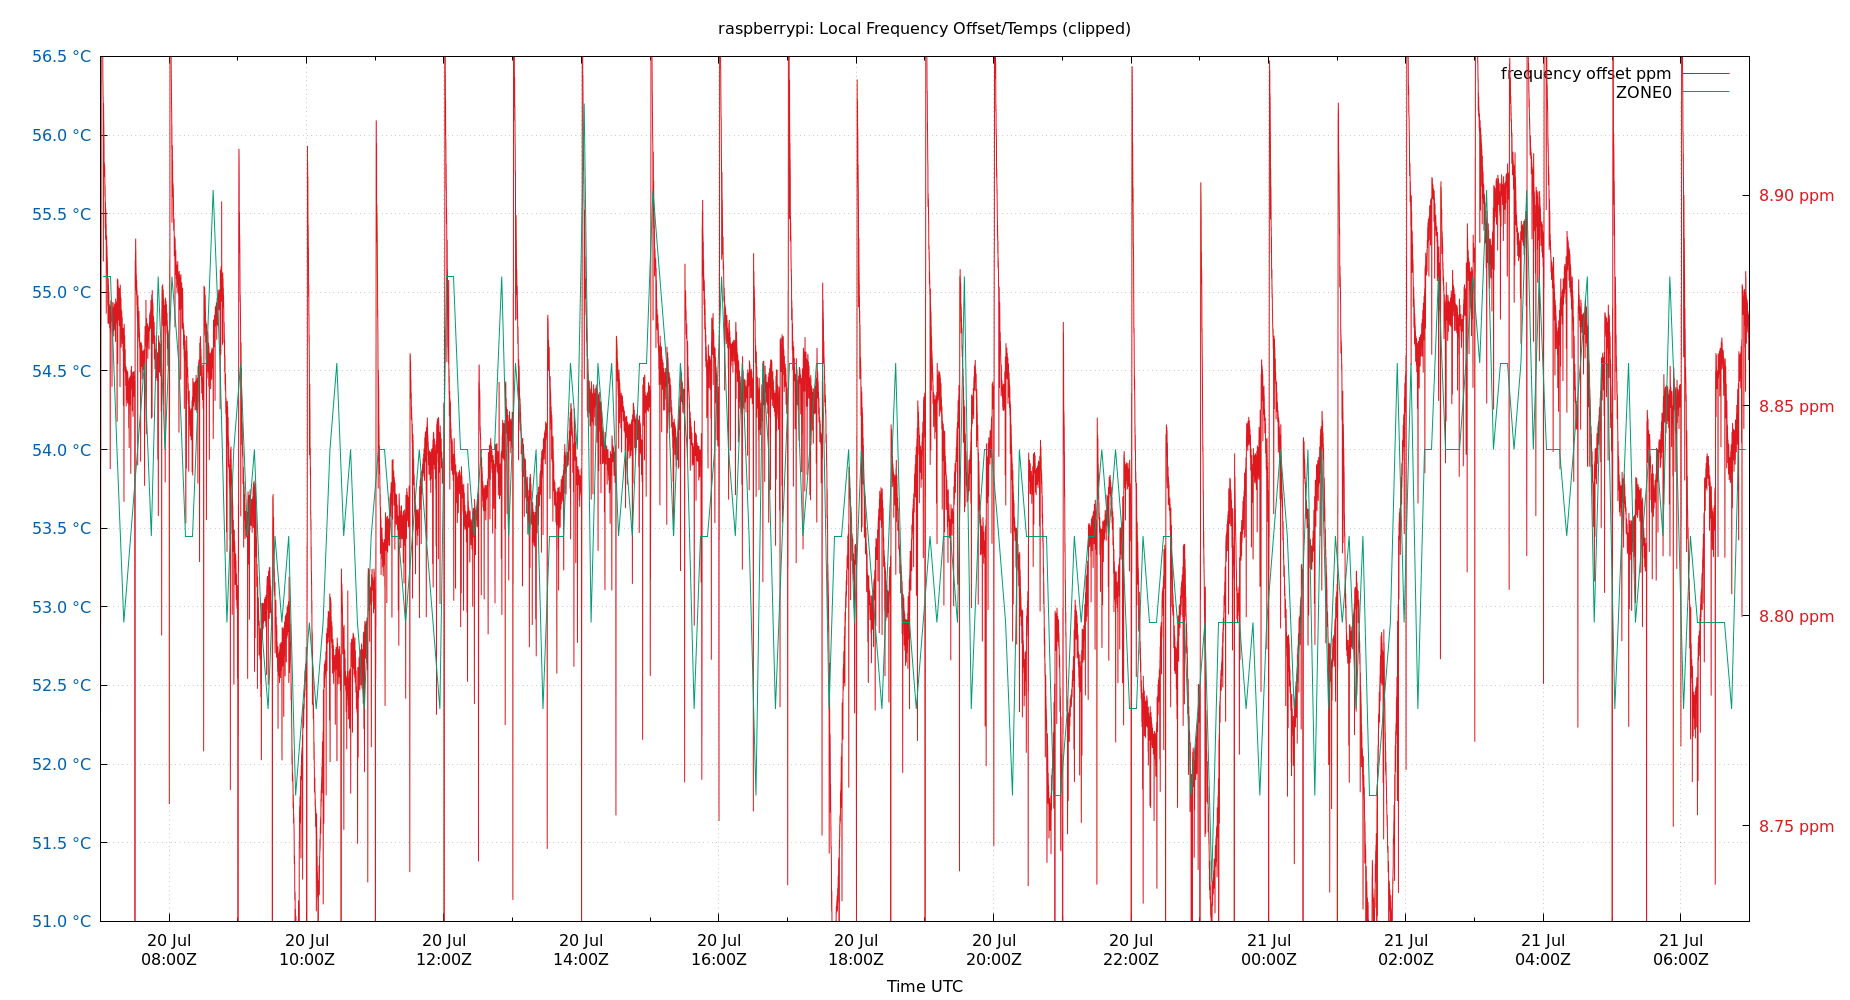 raspberrypi: Local Frequency Offset/Temps (clipped)
56.5 °C
56.0 °C
55.5 °C
55.0 °C
54.5 °C
54.0 °C
53.5 °C
53.0 °C
52.5 °C
52.0 °C
51.5 °C
51.0 °C
frequency offset ppm
ZONE0
8.90 ppm
8.85 ppm
8.80 ppm
8.75 ppm
20 Jul 20 Jul 20 Jul 20 Jul 20 Jul 20 Jul 20 Jul 20 Jul 21 Jul 21 Jul 21 Jul 21 Jul
08:00Z 10:00Z 12:00Z 14:00Z 16:00Z 18:00Z 20:00Z 22:00Z 00:00Z 02:00Z 04:00Z 06:00Z
Time UTC